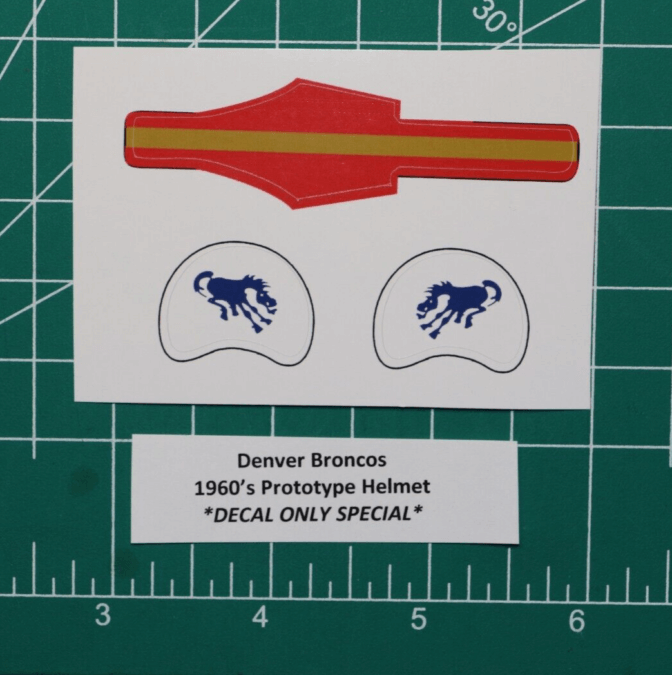 30°
Denver Broncos
1960's Prototype Helmet
*DECAL ONLY SPECIAL*
3 4 5 6